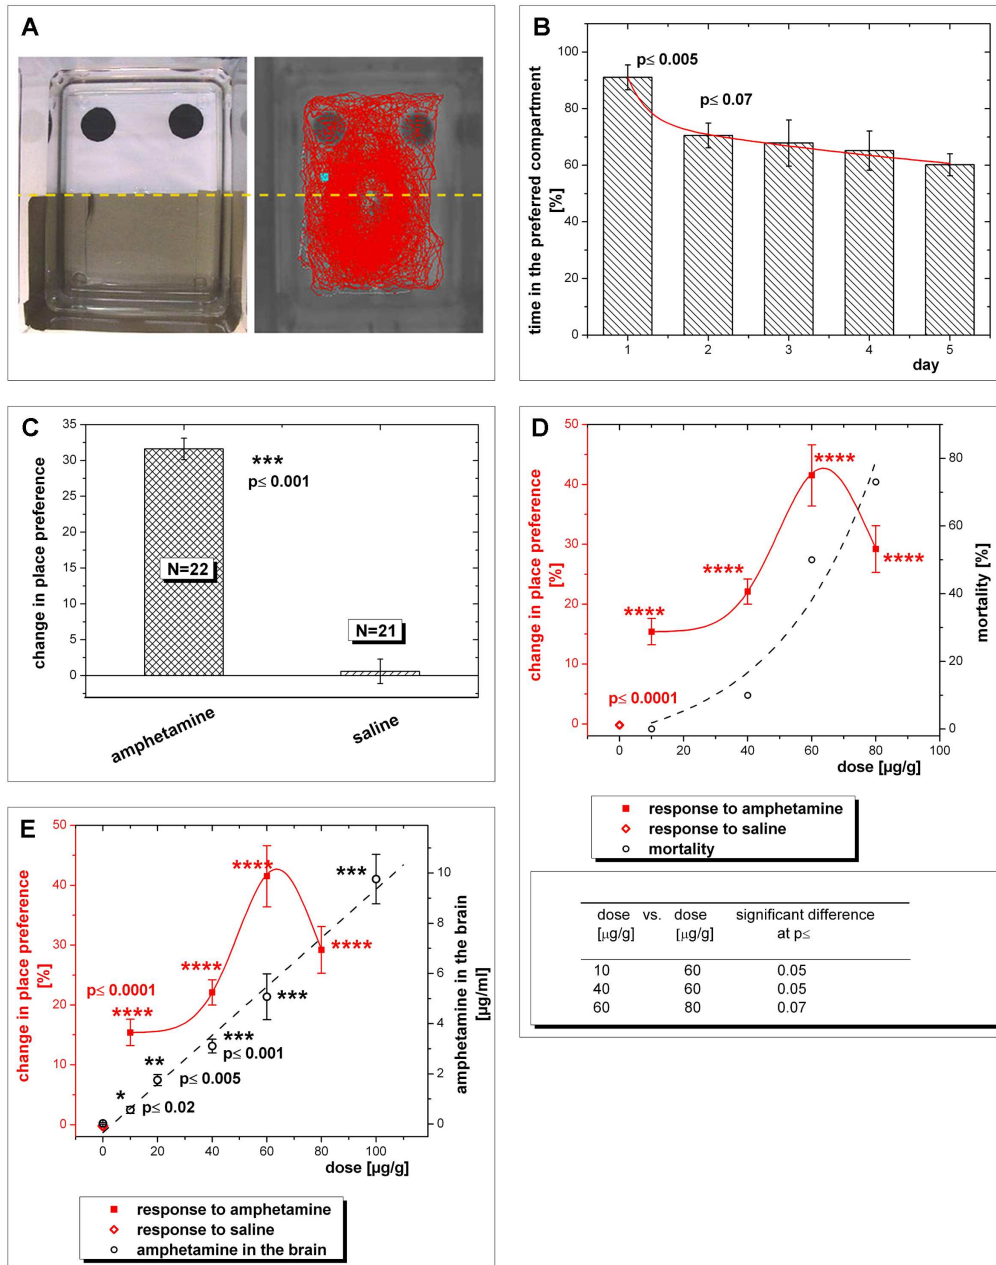 A
B
time in the preferred compartment
[%]
100
80
60
40
20
0
p≤ 0.005
p≤ 0.07
1 2 3 4 5
day
C
change in place preference
[%]
35
30
25
20
15
10
5
0
***
p≤ 0.001
N=22
N=21
amphetamine
saline
D
change in place preference
[%]
50
40
30
20
10
0
****
****
****
****
p≤ 0.0001
mortality [%]
80
60
40
20
0
0 20 40 60 80 100
dose [µg/g]
response to amphetamine
response to saline
mortality
dose vs. dose significant difference
[µg/g] [µg/g] at p≤
10 60 0.05
40 60 0.05
60 80 0.07
E
change in place preference
[%]
50
40
30
20
10
0
****
***
****
****
p≤ 0.0001
****
***
***
p≤ 0.001
**
p≤ 0.005
*
p≤ 0.02
amphetamine in the brain
[µg/ml]
10
8
6
4
2
0
0 20 40 60 80 100
dose [µg/g]
response to amphetamine
response to saline
amphetamine in the brain